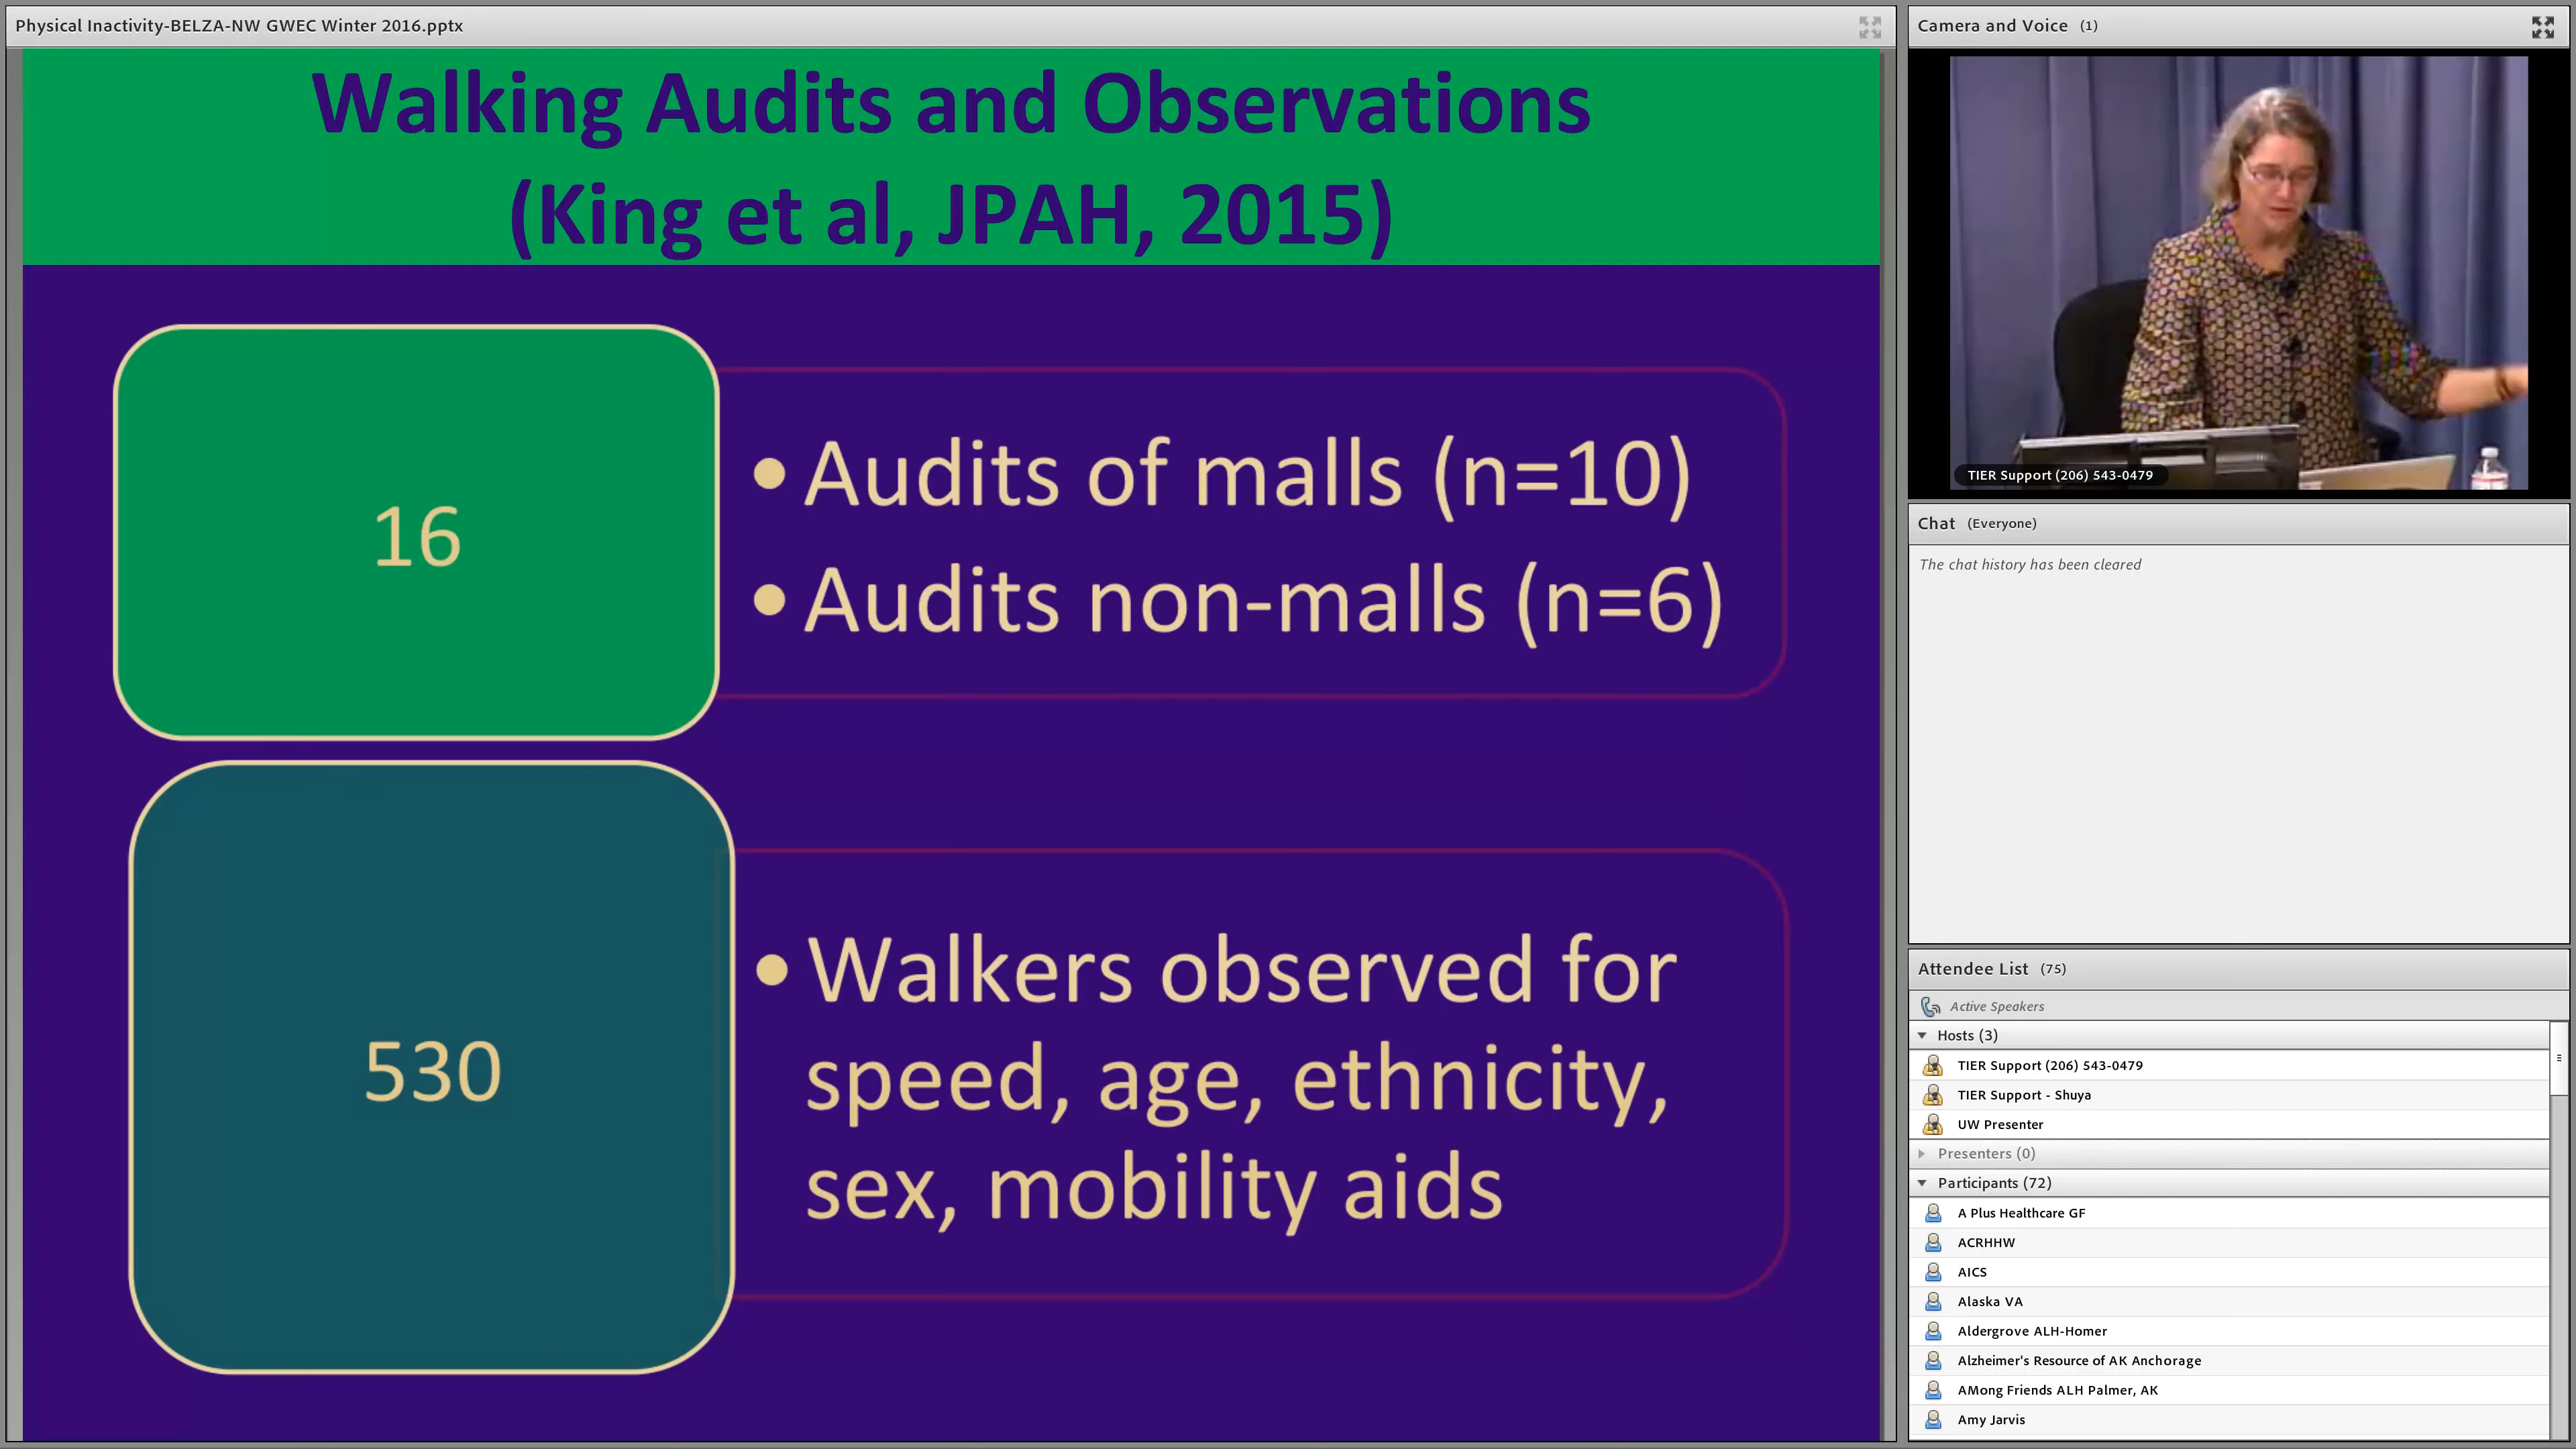 Physical Inactivity-BELZA-NW GWEC Winter 2016.pptx
Walking Audits and Observations
(King et al, JPAH, 2015)
16
• Audits of malls (n=10)
• Audits non-malls (n=6)
530
• Walkers observed for
speed, age, ethnicity,
sex, mobility aids
Camera and Voice (1)
TIER Support (206) 543-0479
Chat (Everyone)
The chat history has been cleared
Attendee List (75)
Active Speakers
Hosts (3)
TIER Support (206) 543-0479
TIER Support - Shuya
UW Presenter
Presenters (0)
Participants (72)
A Plus Healthcare GF
ACRHHW
AICS
Alaska VA
Aldergrove ALH-Homer
Alzheimer's Resource of AK Anchorage
AMong Friends ALH Palmer, AK
Amy Jarvis